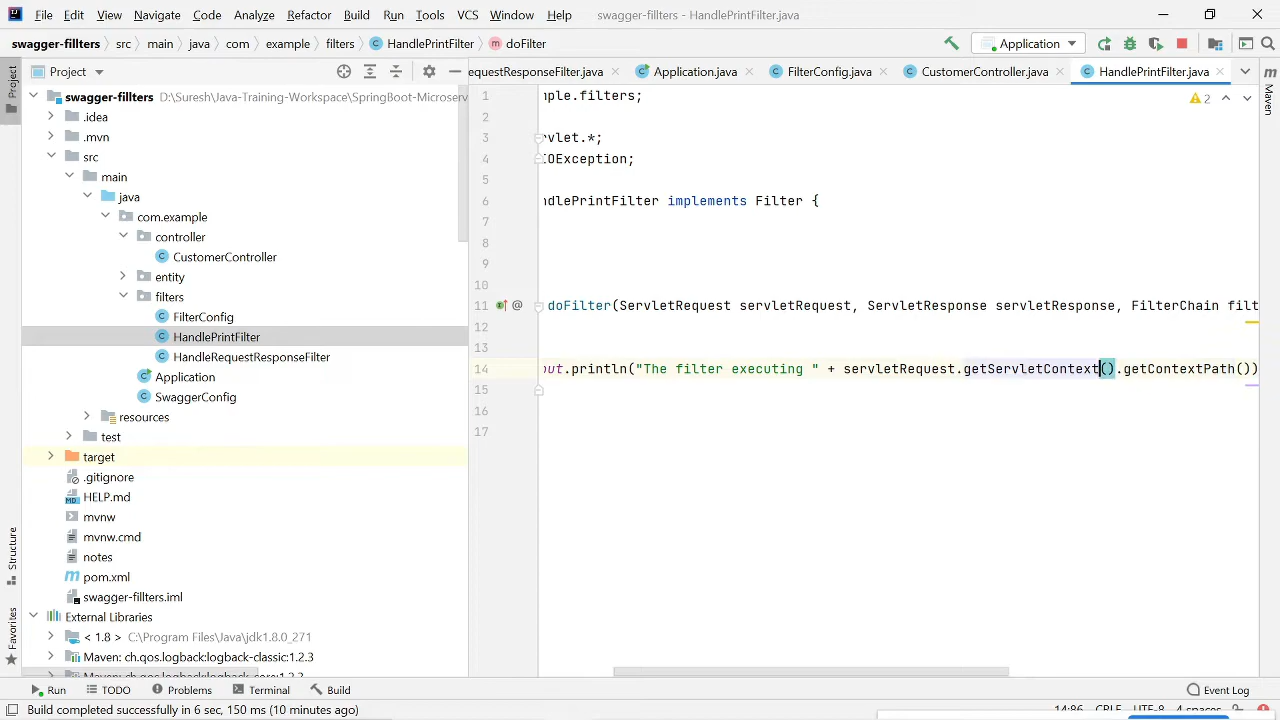 File Edit View Navigate Code Analyze Refactor Build Run Tools VCS Window Help swagger-fillters - HandlePrintFilter.java
swagger-fillters src main java com example filters HandlePrintFilter doFilter Application
Project
equestResponseFilter.java Application.java FilterConfig.java CustomerController.java HandlePrintFilter.java
Project
Maven
swagger-fillters D:\Suresh\Java-Training-Workspace\SpringBoot-Microserv
.idea
.mvn
src
main
java
com.example
controller
CustomerController
entity
filters
FilterConfig
HandlePrintFilter
HandleRequestResponseFilter
Application
SwaggerConfig
resources
test
target
.gitignore
HELP.md
mvnw
mvnw.cmd
notes
pom.xml
swagger-fillters.iml
External Libraries
< 1.8 > C:\Program Files\Java\jdk1.8.0_271
Maven: ch.qos.logback:logback-classic:1.2.3
Structure
Favorites
2
1 mple.filters;
2
3 vlet.*;
4 IOException;
5
6 ndlePrintFilter implements Filter {
7
8
9
10
11 @ doFilter(ServletRequest servletRequest, ServletResponse servletResponse, FilterChain filt
12
13
14 out.println("The filter executing " + servletRequest.getServletContext().getContextPath())
15
16
17
Run TODO Problems Terminal Build Event Log
Build completed successfully in 6 sec, 150 ms (10 minutes ago) 14:86 CRLF UTF-8 4 spaces